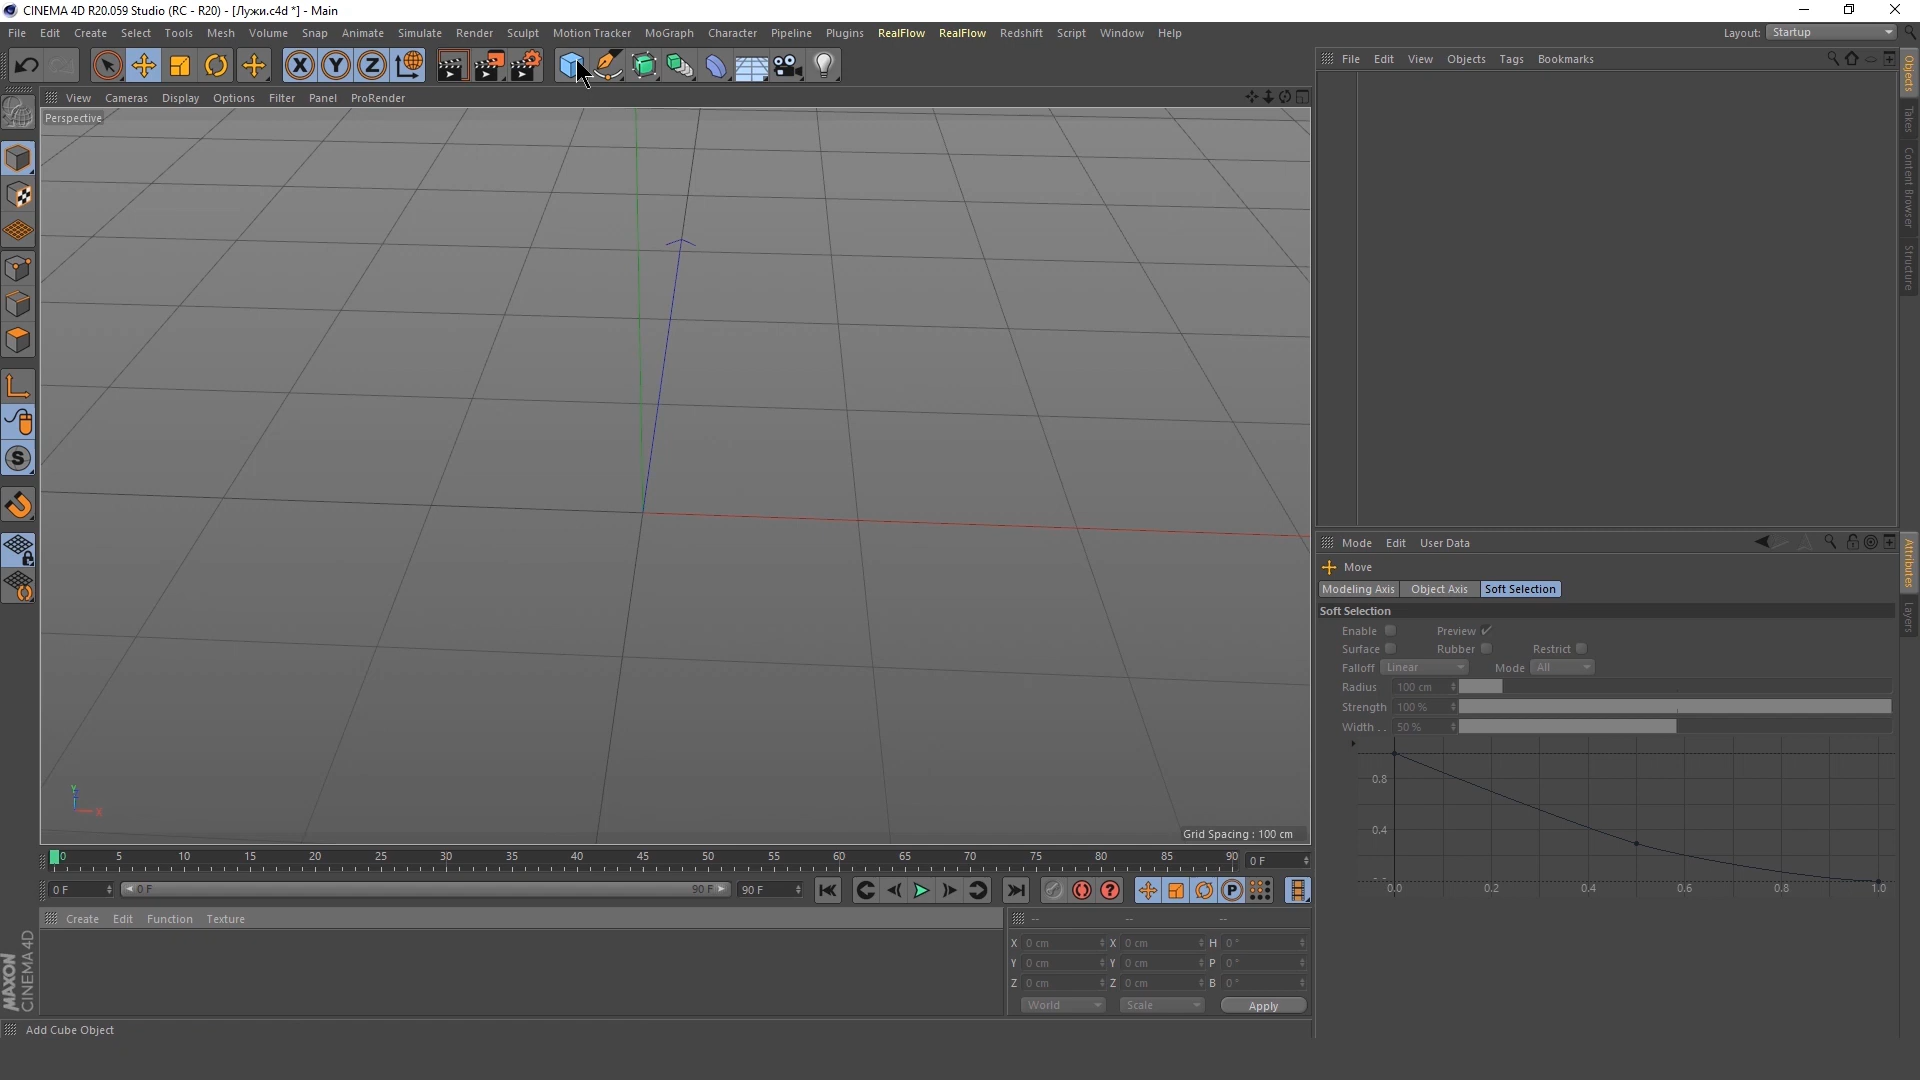 CINEMA 4D R20.059 Studio (RC - R20) - [Лужи.c4d *] - Main
File Edit Create Select Tools Mesh Volume Snap Animate Simulate Render Sculpt Motion Tracker MoGraph Character Pipeline Plugins RealFlow RealFlow Redshift Script Window Help Layout: Startup
X Y Z
File Edit View Objects Tags Bookmarks
Objects
Takes
Content Browser
Structure
View Cameras Display Options Filter Panel ProRender
Perspective
S
Y
X
Grid Spacing : 100 cm
Mode Edit User Data
Attributes
Layers
Move
Modeling Axis Object Axis Soft Selection
Soft Selection
Enable Preview
Surface Rubber Restrict
Falloff Linear Mode All
Radius 100 cm
Strength 100 %
Width . . 50 %
0.8
0.4
0.0 0.2 0.4 0.6 0.8 1.0
0 5 10 15 20 25 30 35 40 45 50 55 60 65 70 75 80 85 90 0 F
0 F 0 F 90 F 90 F ? P
Create Edit Function Texture -- -- --
X 0 cm X 0 cm H 0 °
Y 0 cm Y 0 cm P 0 °
Z 0 cm Z 0 cm B 0 °
World Scale Apply
MAXON
CINEMA 4D
Add Cube Object